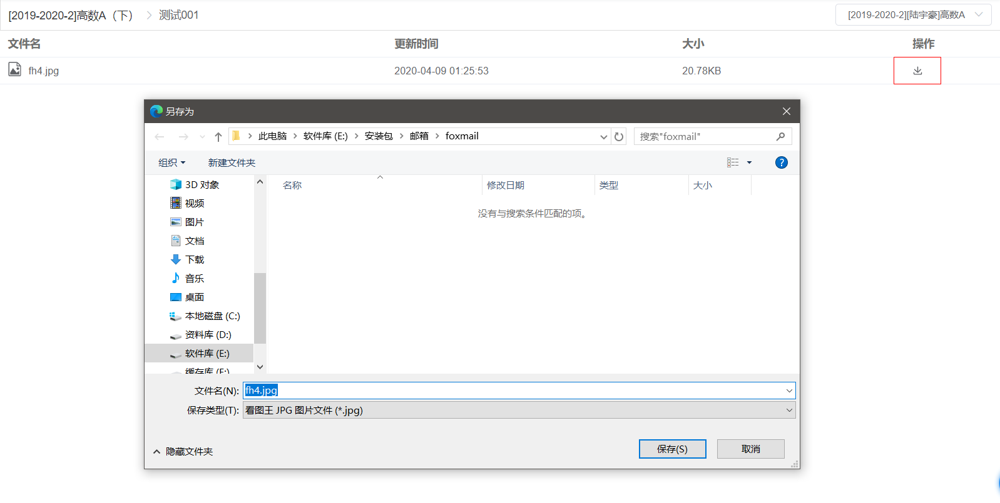 [2019-2020-2]高数A（下） 测试001 [2019-2020-2][陆宇豪]高数A
文件名 更新时间 大小 操作
fh4.jpg 2020-04-09 01:25:53 20.78KB
另存为
此电脑 软件库 (E:) 安装包 邮箱 foxmail 搜索"foxmail"
组织 新建文件夹 ?
名称 修改日期 类型 大小
没有与搜索条件匹配的项。
3D 对象
视频
图片
文档
下载
音乐
桌面
本地磁盘 (C:)
资料库 (D:)
软件库 (E:)
缓存库 (F:)
文件名(N): fh4.jpg
保存类型(T): 看图王 JPG 图片文件 (*.jpg)
隐藏文件夹 保存(S) 取消